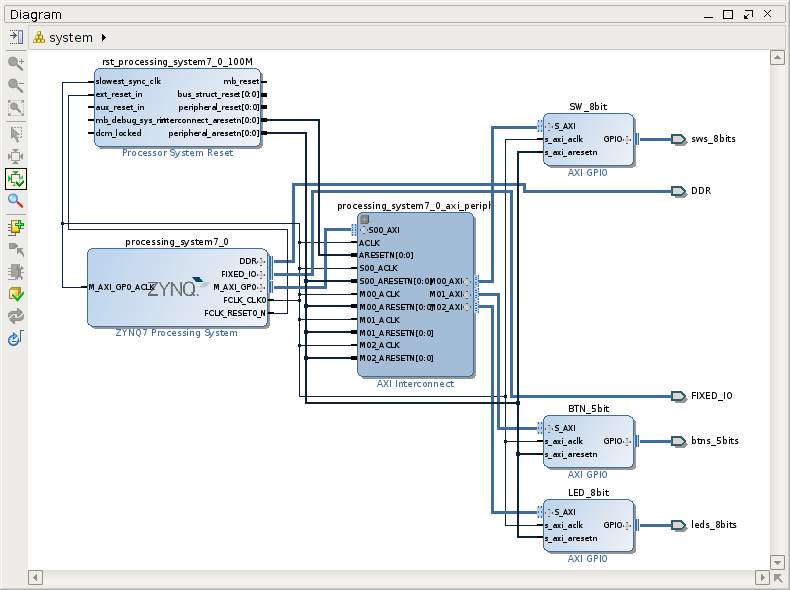 Diagram
system
rst_processing_system7_0_100M
slowest_sync_clk
ext_reset_in
aux_reset_in
mb_debug_sys_rst
dcm_locked
mb_reset
bus_struct_reset[0:0]
peripheral_reset[0:0]
interconnect_aresetn[0:0]
peripheral_aresetn[0:0]
Processor System Reset
processing_system7_0
M_AXI_GP0_ACLK
ZYNQ
DDR
FIXED_IO
M_AXI_GP0
FCLK_CLK0
FCLK_RESET0_N
ZYNQ7 Processing System
processing_system7_0_axi_periph
S00_AXI
ACLK
ARESETN[0:0]
S00_ACLK
S00_ARESETN[0:0]
M00_ACLK
M00_ARESETN[0:0]
M01_ACLK
M01_ARESETN[0:0]
M02_ACLK
M02_ARESETN[0:0]
M00_AXI
M01_AXI
M02_AXI
AXI Interconnect
SW_8bit
S_AXI
s_axi_aclk
s_axi_aresetn
GPIO
AXI GPIO
sws_8bits
DDR
FIXED_IO
BTN_5bit
S_AXI
s_axi_aclk
s_axi_aresetn
GPIO
AXI GPIO
btns_5bits
LED_8bit
S_AXI
s_axi_aclk
s_axi_aresetn
GPIO
AXI GPIO
leds_8bits